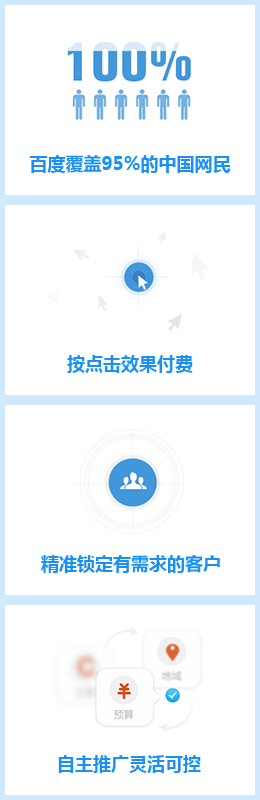 100%
百度覆盖95%的中国网民
按点击效果付费
精准锁定有需求的客户
地域
预算
自主推广灵活可控